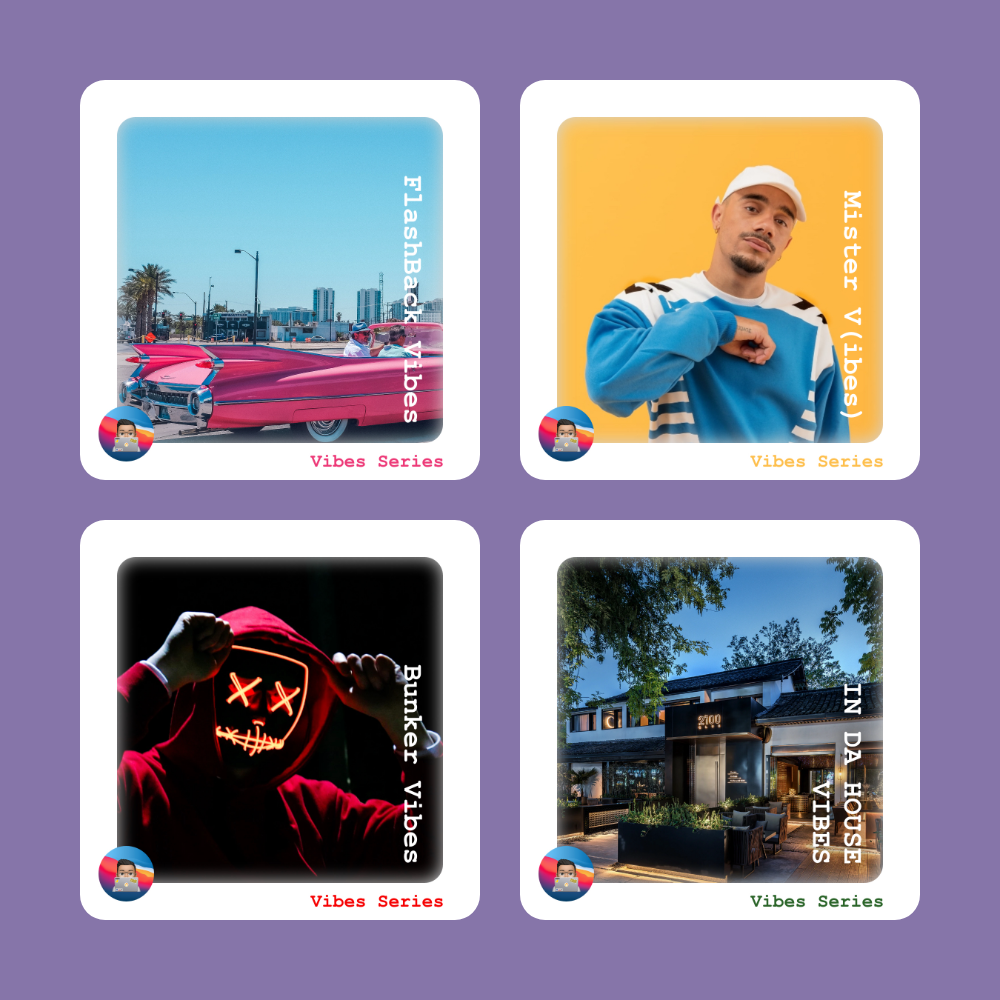 FlashBack Vibes
Vibes Series
Mister V(ibes)
Vibes Series
Bunker Vibes
Vibes Series
2100
IN DA HOUSE
VIBES
Vibes Series